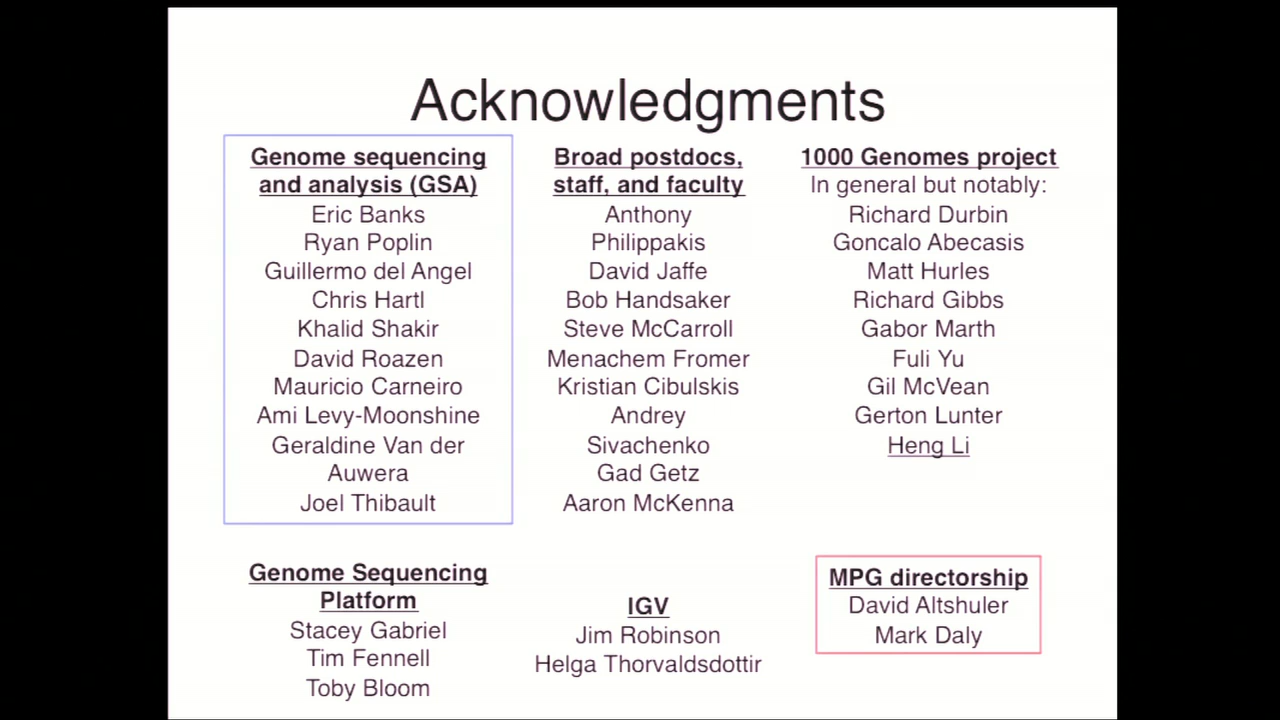 Acknowledgments
Genome sequencing
and analysis (GSA)
Eric Banks
Ryan Poplin
Guillermo del Angel
Chris Hartl
Khalid Shakir
David Roazen
Mauricio Carneiro
Ami Levy-Moonshine
Geraldine Van der
Auwera
Joel Thibault
Broad postdocs,
staff, and faculty
Anthony
Philippakis
David Jaffe
Bob Handsaker
Steve McCarroll
Menachem Fromer
Kristian Cibulskis
Andrey
Sivachenko
Gad Getz
Aaron McKenna
1000 Genomes project
In general but notably:
Richard Durbin
Goncalo Abecasis
Matt Hurles
Richard Gibbs
Gabor Marth
Fuli Yu
Gil McVean
Gerton Lunter
Heng Li
Genome Sequencing
Platform
Stacey Gabriel
Tim Fennell
Toby Bloom
IGV
Jim Robinson
Helga Thorvaldsdottir
MPG directorship
David Altshuler
Mark Daly